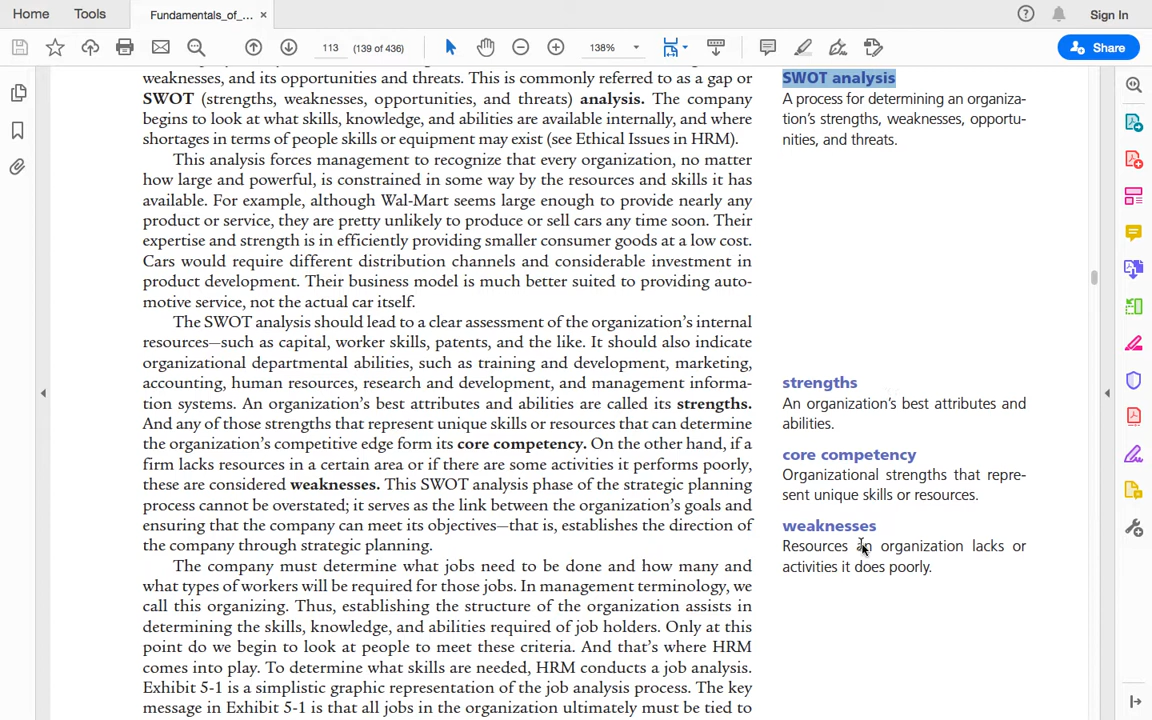 Home
Tools
Fundamentals_of_... ×
Sign In
113
(139 of 436)
138%
Share
weaknesses, and its opportunities and threats. This is commonly referred to as a gap or
SWOT (strengths, weaknesses, opportunities, and threats) analysis. The company
begins to look at what skills, knowledge, and abilities are available internally, and where
shortages in terms of people skills or equipment may exist (see Ethical Issues in HRM).
This analysis forces management to recognize that every organization, no matter
how large and powerful, is constrained in some way by the resources and skills it has
available. For example, although Wal-Mart seems large enough to provide nearly any
product or service, they are pretty unlikely to produce or sell cars any time soon. Their
expertise and strength is in efficiently providing smaller consumer goods at a low cost.
Cars would require different distribution channels and considerable investment in
product development. Their business model is much better suited to providing auto-
motive service, not the actual car itself.
The SWOT analysis should lead to a clear assessment of the organization's internal
resources—such as capital, worker skills, patents, and the like. It should also indicate
organizational departmental abilities, such as training and development, marketing,
accounting, human resources, research and development, and management informa-
tion systems. An organization's best attributes and abilities are called its strengths.
And any of those strengths that represent unique skills or resources that can determine
the organization's competitive edge form its core competency. On the other hand, if a
firm lacks resources in a certain area or if there are some activities it performs poorly,
these are considered weaknesses. This SWOT analysis phase of the strategic planning
process cannot be overstated; it serves as the link between the organization's goals and
ensuring that the company can meet its objectives—that is, establishes the direction of
the company through strategic planning.
The company must determine what jobs need to be done and how many and
what types of workers will be required for those jobs. In management terminology, we
call this organizing. Thus, establishing the structure of the organization assists in
determining the skills, knowledge, and abilities required of job holders. Only at this
point do we begin to look at people to meet these criteria. And that's where HRM
comes into play. To determine what skills are needed, HRM conducts a job analysis.
Exhibit 5-1 is a simplistic graphic representation of the job analysis process. The key
message in Exhibit 5-1 is that all jobs in the organization ultimately must be tied to
SWOT analysis
A process for determining an organiza-
tion's strengths, weaknesses, opportu-
nities, and threats.
strengths
An organization's best attributes and
abilities.
core competency
Organizational strengths that repre-
sent unique skills or resources.
weaknesses
Resources an organization lacks or
activities it does poorly.